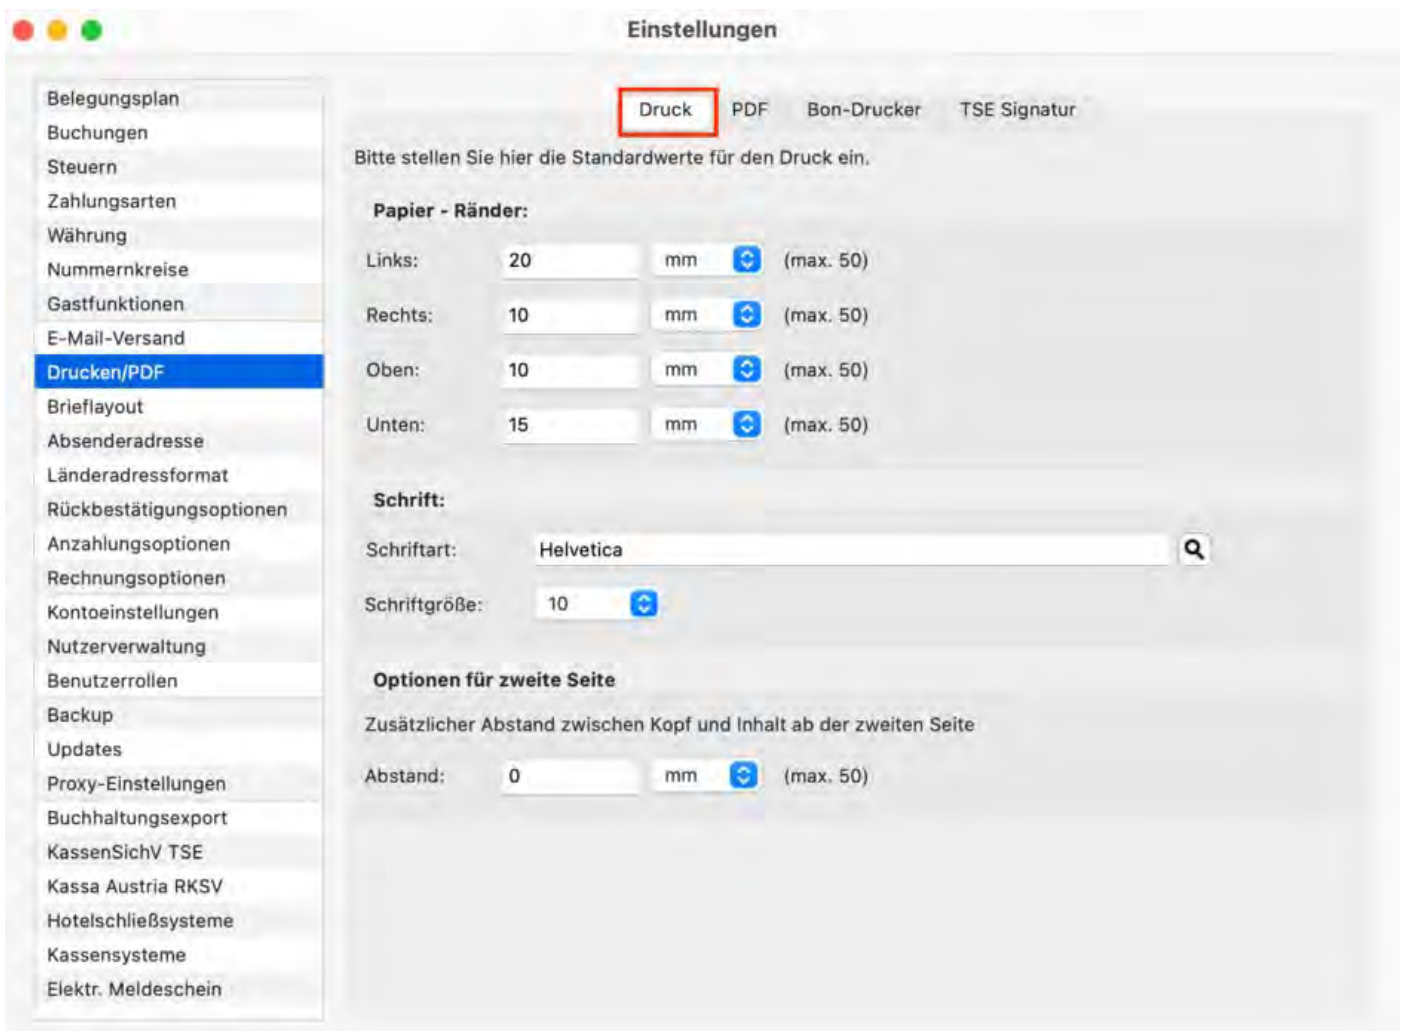 Einstellungen
Belegungsplan
Buchungen
Steuern
Zahlungsarten
Währung
Nummernkreise
Gastfunktionen
E-Mail-Versand
Drucken/PDF
Brieflayout
Absenderadresse
Länderadressformat
Rückbestätigungsoptionen
Anzahlungsoptionen
Rechnungsoptionen
Kontoeinstellungen
Nutzerverwaltung
Benutzerrollen
Backup
Updates
Proxy-Einstellungen
Buchhaltungsexport
KassenSichV TSE
Kassa Austria RKSV
Hotelschließsysteme
Kassensysteme
Elektr. Meldeschein
Druck PDF Bon-Drucker TSE Signatur
Bitte stellen Sie hier die Standardwerte für den Druck ein.
Papier - Ränder:
Links: 20 mm (max. 50)
Rechts: 10 mm (max. 50)
Oben: 10 mm (max. 50)
Unten: 15 mm (max. 50)
Schrift:
Schriftart: Helvetica
Schriftgröße: 10
Optionen für zweite Seite
Zusätzlicher Abstand zwischen Kopf und Inhalt ab der zweiten Seite
Abstand: 0 mm (max. 50)